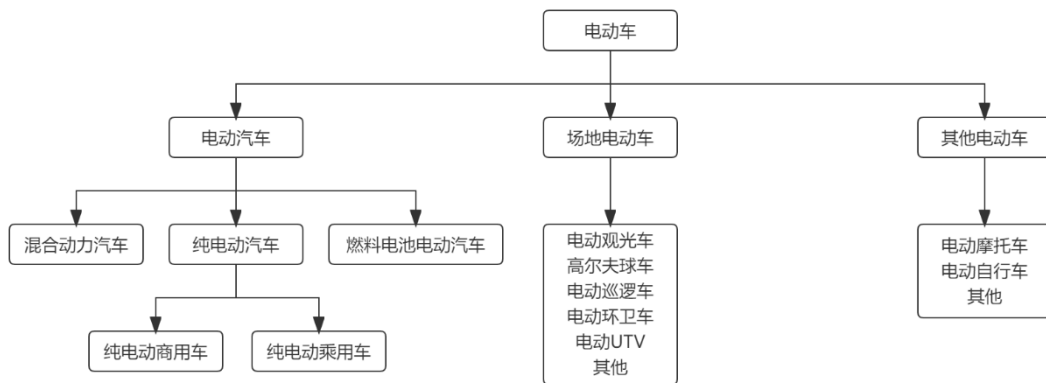 电动车
电动汽车
场地电动车
其他电动车
混合动力汽车
纯电动汽车
燃料电池电动汽车
电动观光车
高尔夫球车
电动巡逻车
电动环卫车
电动UTV
其他
电动摩托车
电动自行车
其他
纯电动商用车
纯电动乘用车